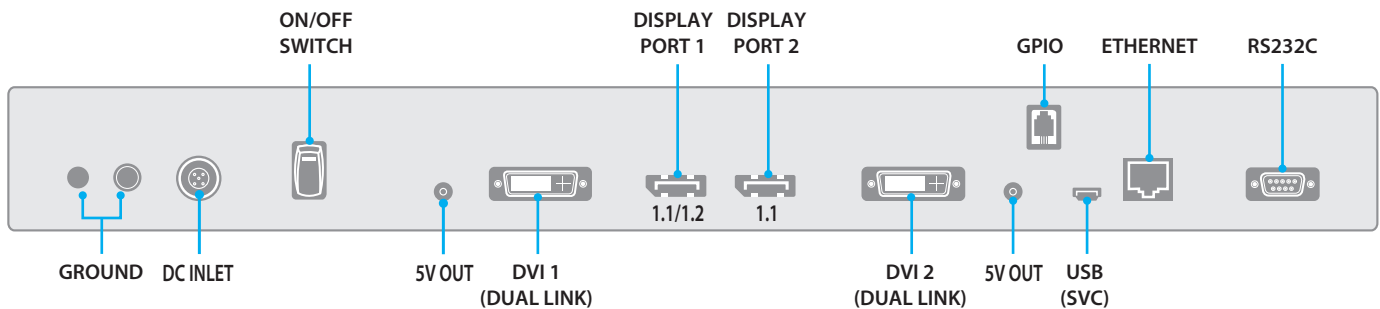 ON/OFF
SWITCH
DISPLAY
PORT 1
DISPLAY
PORT 2
GPIO
ETHERNET
RS232C
1.1/1.2
1.1
GROUND
DC INLET
5V OUT
DVI 1
(DUAL LINK)
DVI 2
(DUAL LINK)
5V OUT
USB
(SVC)